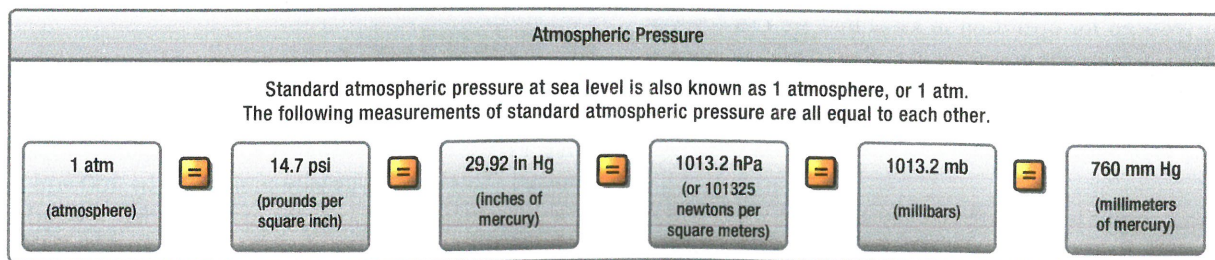 Atmospheric Pressure
Standard atmospheric pressure at sea level is also known as 1 atmosphere, or 1 atm.
The following measurements of standard atmospheric pressure are all equal to each other.
1 atm
(atmosphere)
=
14.7 psi
(prounds per
square inch)
=
29.92 in Hg
(inches of
mercury)
=
1013.2 hPa
(or 101325
newtons per
square meters)
=
1013.2 mb
(millibars)
=
760 mm Hg
(millimeters
of mercury)